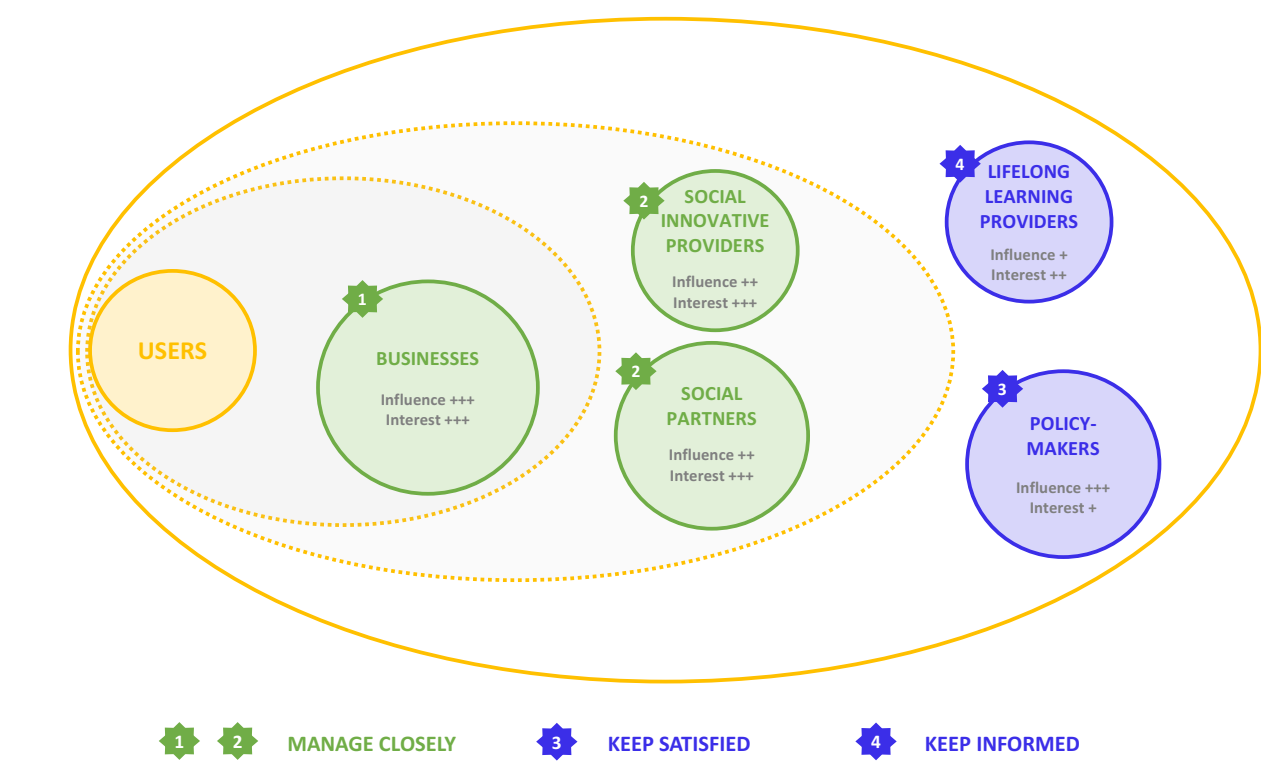 USERS
1
BUSINESSES
Influence +++
Interest +++
2
SOCIAL
INNOVATIVE
PROVIDERS
Influence ++
Interest +++
2
SOCIAL
PARTNERS
Influence ++
Interest +++
4
LIFELONG
LEARNING
PROVIDERS
Influence +
Interest ++
3
POLICY-
MAKERS
Influence +++
Interest +
1 2 MANAGE CLOSELY
3 KEEP SATISFIED
4 KEEP INFORMED